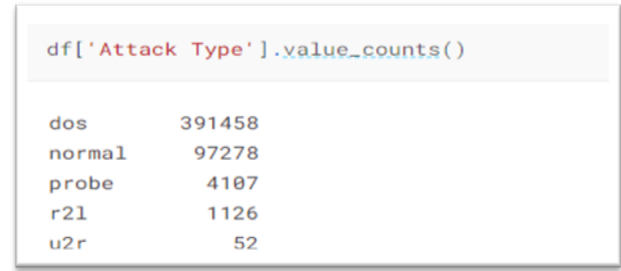 df['Attack Type'].value_counts()
dos 391458
normal 97278
probe 4107
r2l 1126
u2r 52